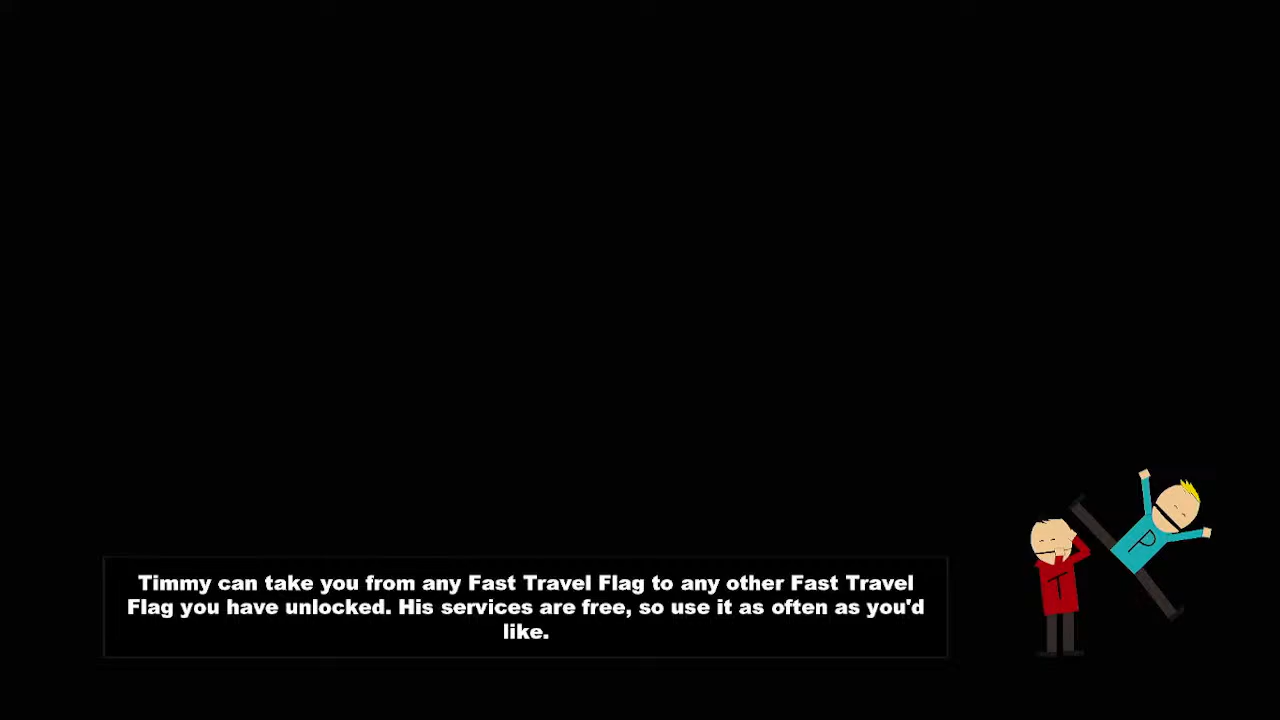 Timmy can take you from any Fast Travel Flag to any other Fast Travel
Flag you have unlocked. His services are free, so use it as often as you'd
like.
T
P